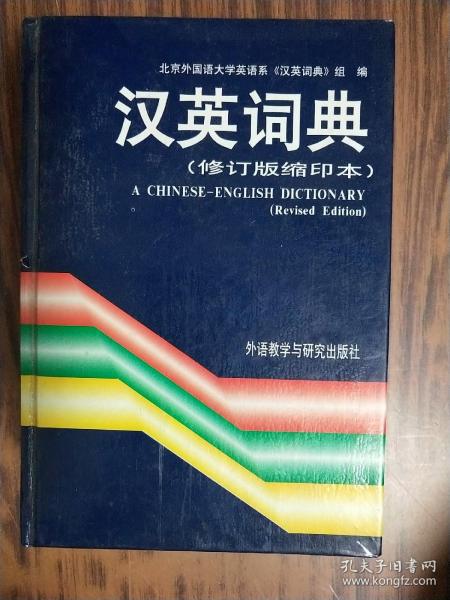 北京外国语大学英语系《汉英词典》组 编
汉英词典
（修订版缩印本）
A CHINESE-ENGLISH DICTIONARY
(Revised Edition)
外语教学与研究出版社
孔夫子旧书网
www.kongfz.com